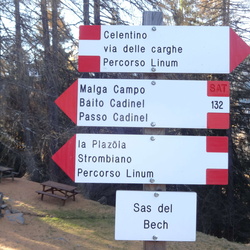 Celentino
via delle carghe
Percorso Linum
Malga Campo SAT
Baito Cadinel 132
Passo Cadinel
la Plazöla
Strombiano
Percorso Linum
Sas del
Bech